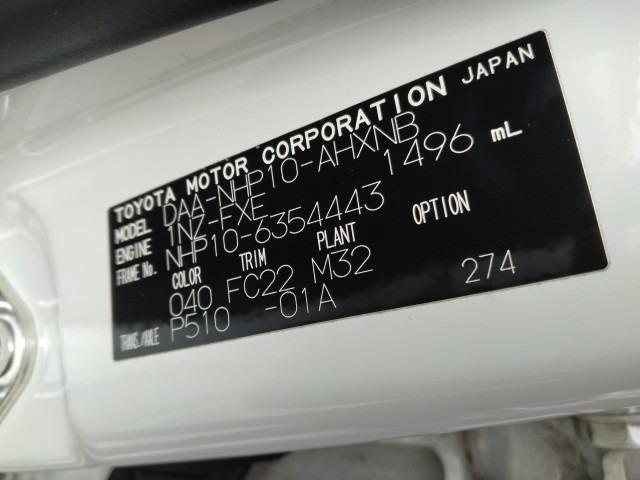 TOYOTA MOTOR CORPORATION JAPAN
MODEL DAA-NHP10-AHXNB
ENGINE 1NZ-FXE 1496 mL
FRAME No. NHP10-6354443
COLOR TRIM PLANT OPTION
040 FC22 M32
TRANS./AXLE P510 -01A 274